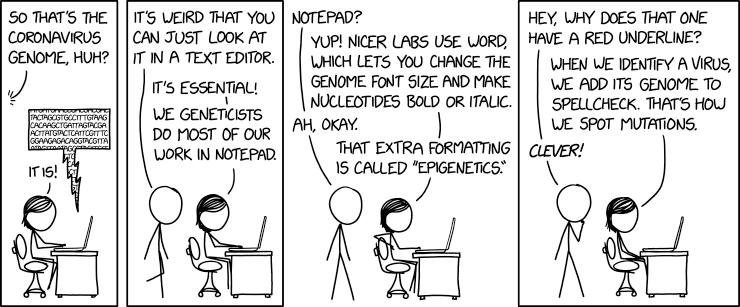 SO THAT'S THE
CORONAVIRUS
GENOME, HUH?
TACTAGCGTGCCTTTGTAAG
CACAAGCTGATTAGTACGA
ACTTATGTACTCATTCGTTTC
GGAAGAGACAGGTACGTTA
IT IS!
IT'S WEIRD THAT YOU
CAN JUST LOOK AT
IT IN A TEXT EDITOR.
IT'S ESSENTIAL!
WE GENETICISTS
DO MOST OF OUR
WORK IN NOTEPAD.
NOTEPAD?
YUP! NICER LABS USE WORD,
WHICH LETS YOU CHANGE THE
GENOME FONT SIZE AND MAKE
NUCLEOTIDES BOLD OR ITALIC.
AH, OKAY.
THAT EXTRA FORMATTING
IS CALLED "EPIGENETICS."
HEY, WHY DOES THAT ONE
HAVE A RED UNDERLINE?
WHEN WE IDENTIFY A VIRUS,
WE ADD ITS GENOME TO
SPELLCHECK. THAT'S HOW
WE SPOT MUTATIONS.
CLEVER!